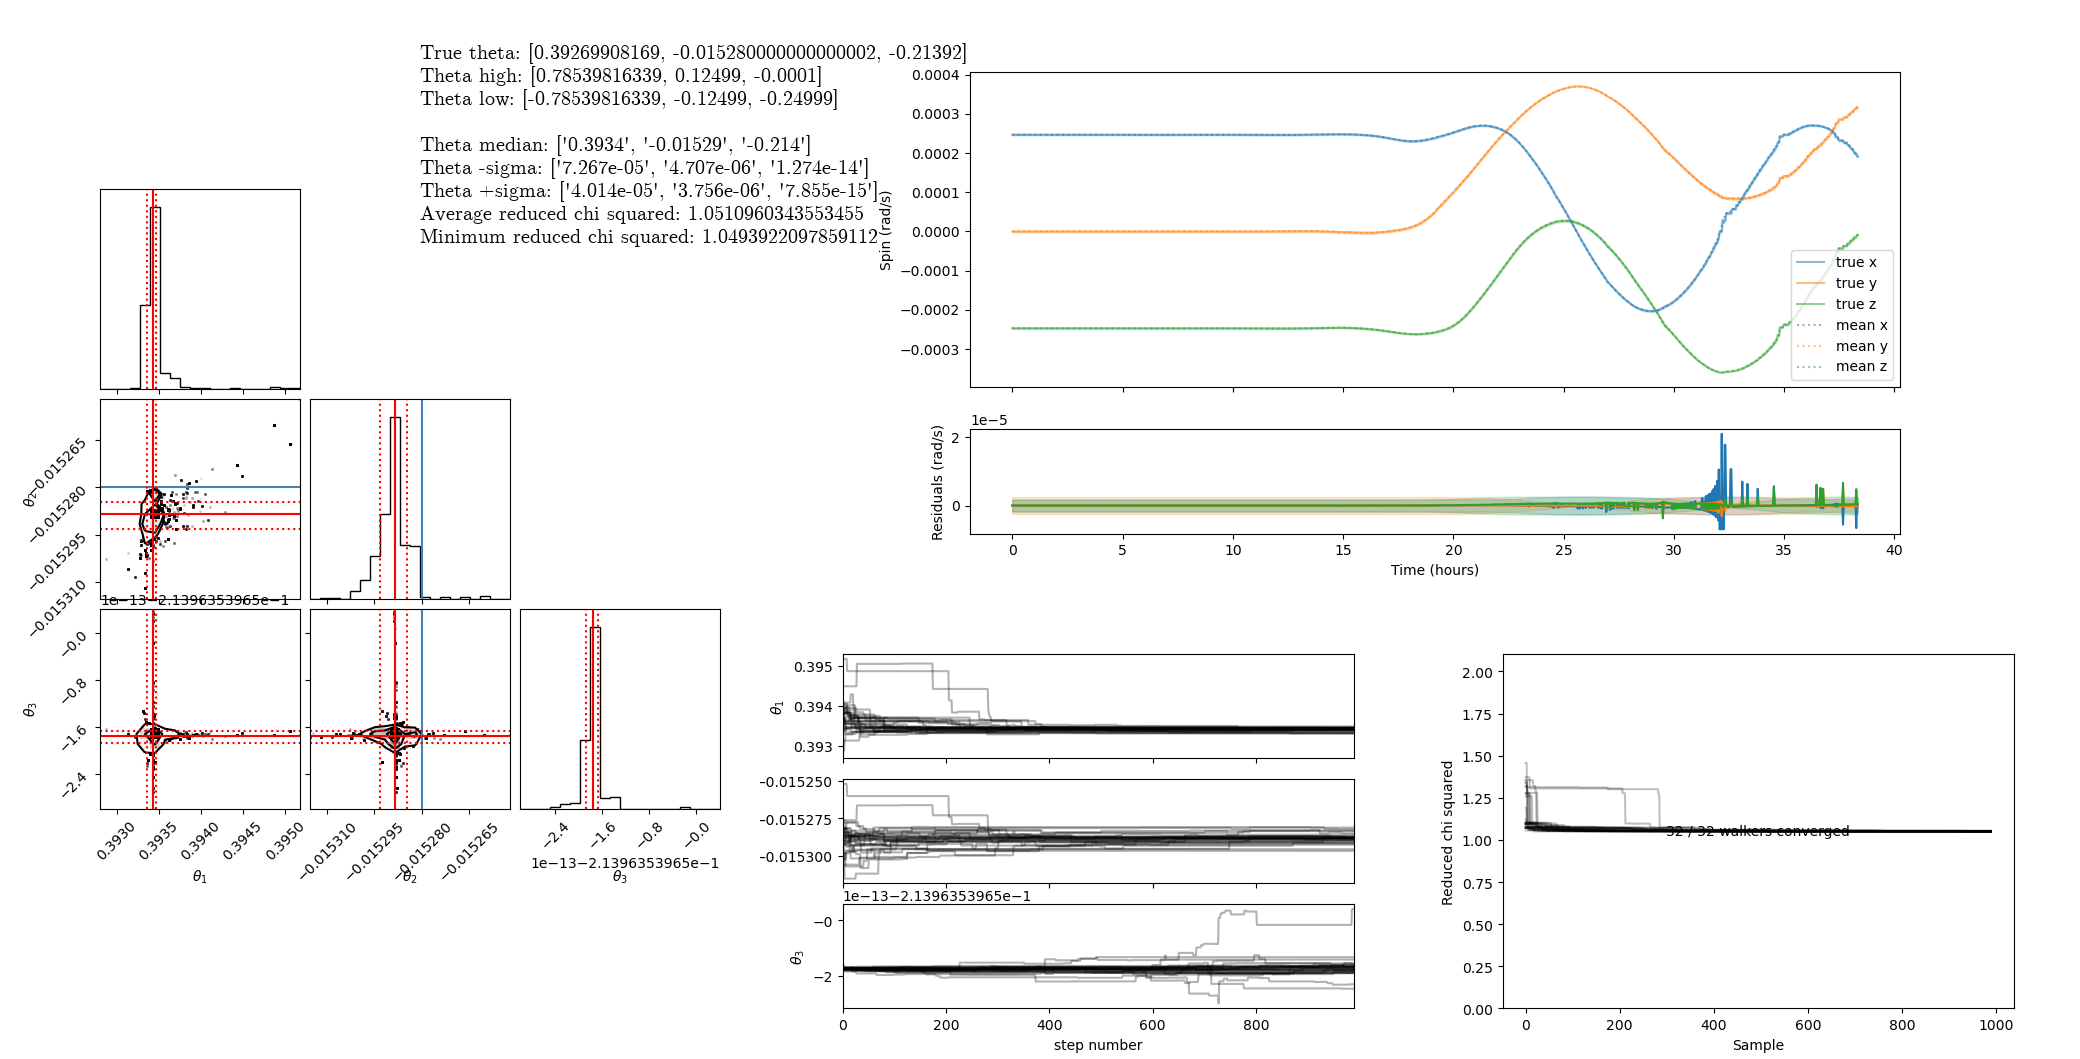 True theta: [0.39269908169, -0.015280000000000002, -0.21392]
Theta high: [0.78539816339, 0.12499, -0.0001]
Theta low: [-0.78539816339, -0.12499, -0.24999]
Theta median: ['0.3934', '-0.01529', '-0.214']
Theta -sigma: ['7.267e-05', '4.707e-06', '1.274e-14']
Theta +sigma: ['4.014e-05', '3.756e-06', '7.855e-15']
Average reduced chi squared: 1.0510960343553455
Minimum reduced chi squared: 1.0493922097859112
0.0004
0.0003
0.0002
0.0001
0.0000
−0.0001
−0.0002
−0.0003
Spin (rad/s)
true x
true y
true z
mean x
mean y
mean z
1e−5
2
0
Residuals (rad/s)
0 5 10 15 20 25 30 35 40
Time (hours)
−0.015265
−0.015280
−0.015295
−0.015310
θ2
1e−13−2.1396353965e−1
−0.0
−0.8
−1.6
−2.4
θ3
0.3930 0.3935 0.3940 0.3945 0.3950
θ1
−0.015310 −0.015295 −0.015280 −0.015265
θ2
−2.4 −1.6 −0.8 −0.0
1e−13−2.1396353965e−1
θ3
0.395
0.394
0.393
θ1
−0.015250
−0.015275
−0.015300
1e−13−2.1396353965e−1
−0
−2
θ3
0 200 400 600 800
step number
2.00
1.75
1.50
1.25
1.00
0.75
0.50
0.25
0.00
Reduced chi squared
32 / 32 walkers converged
0 200 400 600 800 1000
Sample